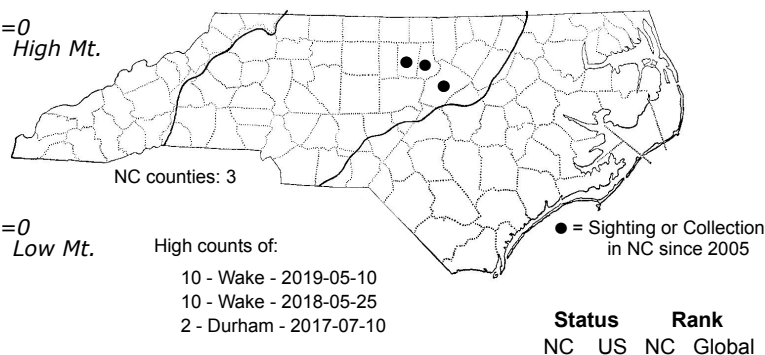 =0
High Mt.
NC counties: 3
=0
Low Mt.
High counts of:
10 - Wake - 2019-05-10
10 - Wake - 2018-05-25
2 - Durham - 2017-07-10
● = Sighting or Collection
in NC since 2005
Status Rank
NC US NC Global